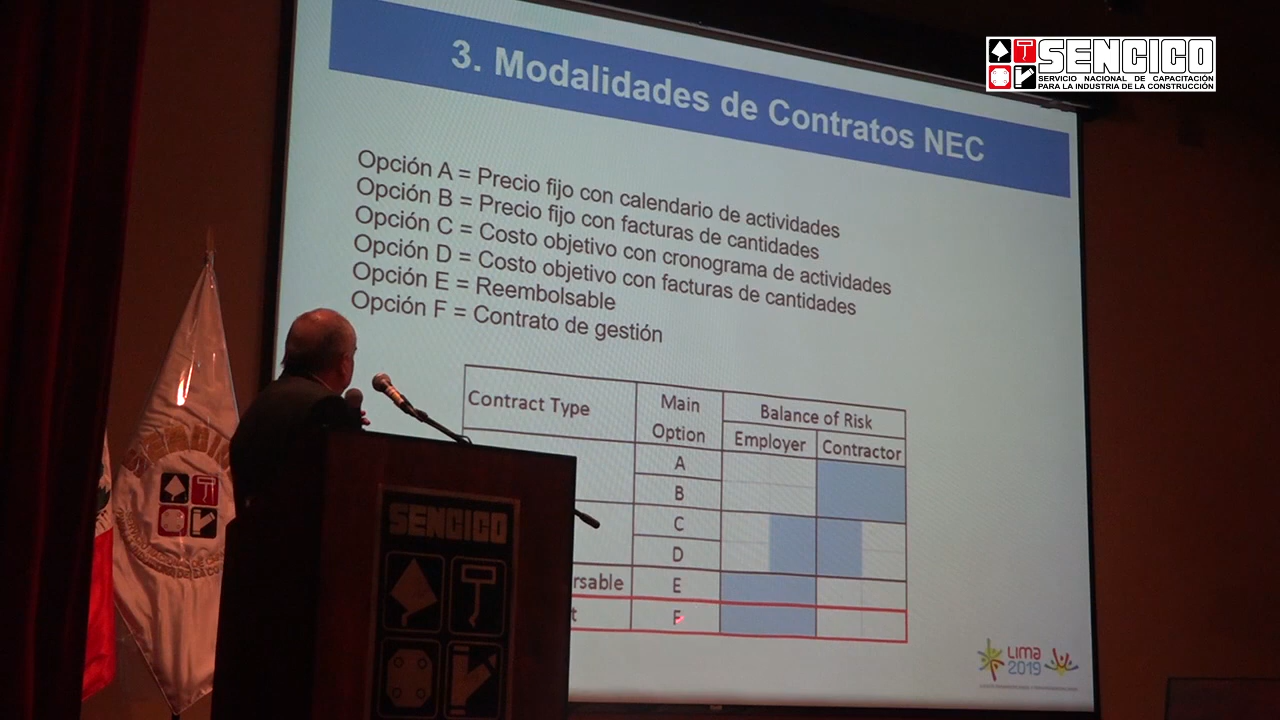 SENCICO
SERVICIO NACIONAL DE CAPACITACIÓN
PARA LA INDUSTRIA DE LA CONSTRUCCIÓN
3. Modalidades de Contratos NEC
Opción A = Precio fijo con calendario de actividades
Opción B = Precio fijo con facturas de cantidades
Opción C = Costo objetivo con cronograma de actividades
Opción D = Costo objetivo con facturas de cantidades
Opción E = Reembolsable
Opción F = Contrato de gestión
Contract Type
Main
Option
Balance of Risk
Employer
Contractor
A
B
C
D
rsable
E
t
F
LIMA
2019
SENCICO